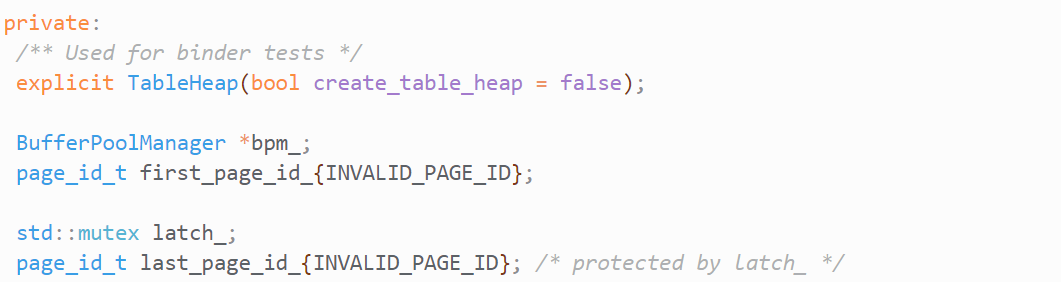 private:
/** Used for binder tests */
explicit TableHeap(bool create_table_heap = false);
BufferPoolManager *bpm_;
page_id_t first_page_id_{INVALID_PAGE_ID};
std::mutex latch_;
page_id_t last_page_id_{INVALID_PAGE_ID}; /* protected by latch_ */